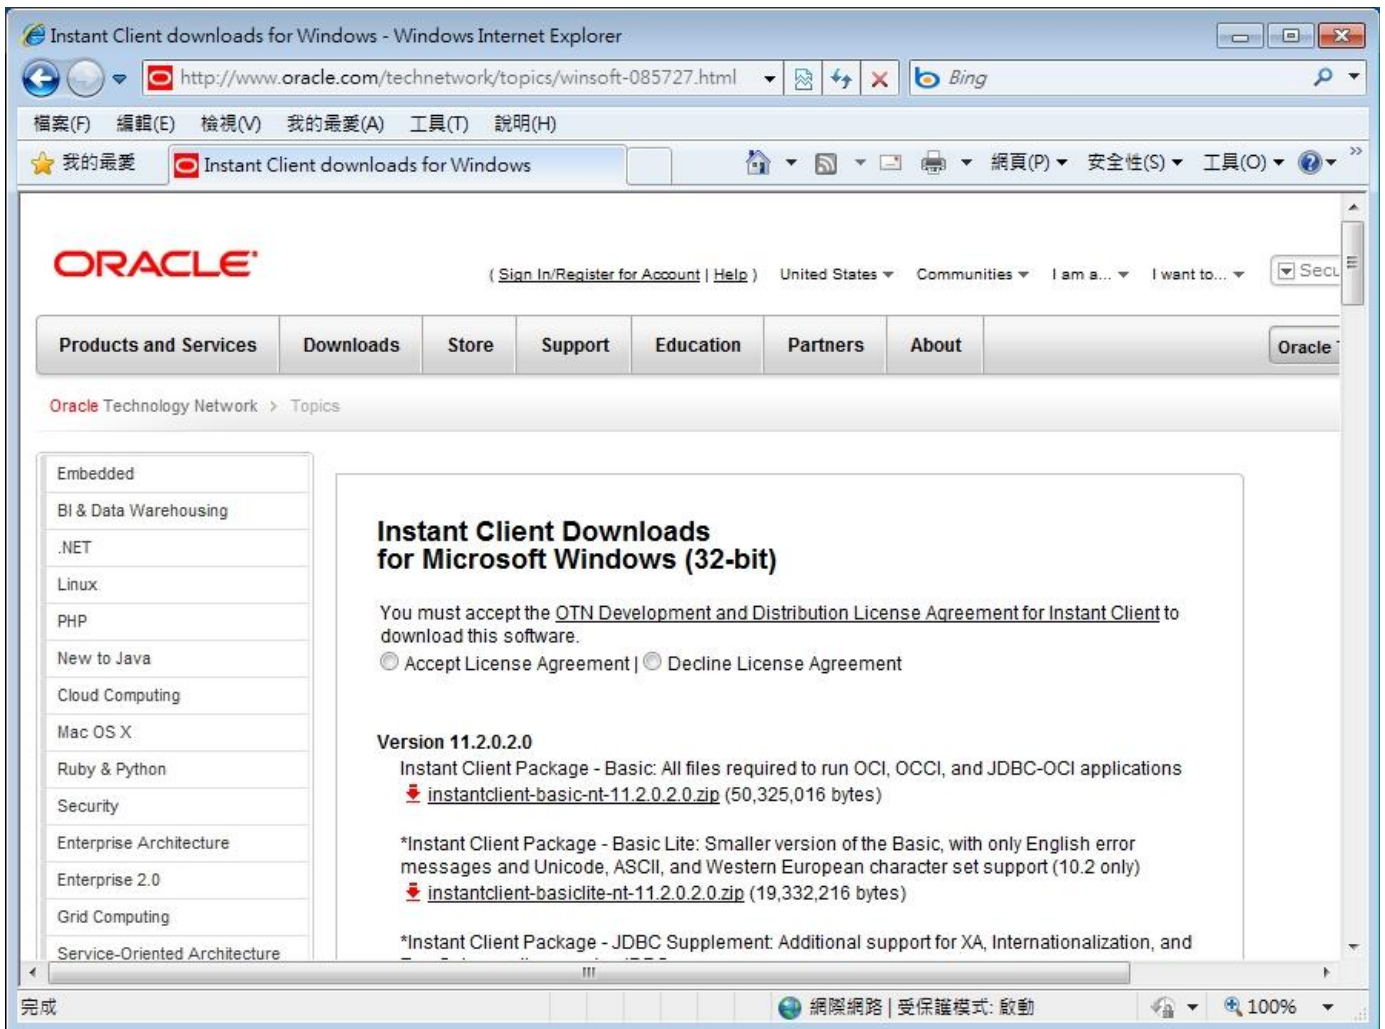 Instant Client downloads for Windows - Windows Internet Explorer
http://www.oracle.com/technetwork/topics/winsoft-085727.html
Bing
檔案(F) 編輯(E) 檢視(V) 我的最愛(A) 工具(T) 說明(H)
我的最愛 Instant Client downloads for Windows 網頁(P) 安全性(S) 工具(O)
ORACLE
( Sign In/Register for Account | Help ) United States Communities I am a... I want to... Secu
Products and Services Downloads Store Support Education Partners About Oracle
Oracle Technology Network > Topics
Embedded
BI & Data Warehousing
.NET
Linux
PHP
New to Java
Cloud Computing
Mac OS X
Ruby & Python
Security
Enterprise Architecture
Enterprise 2.0
Grid Computing
Service-Oriented Architecture
Instant Client Downloads
for Microsoft Windows (32-bit)
You must accept the OTN Development and Distribution License Agreement for Instant Client to
download this software.
Accept License Agreement | Decline License Agreement
Version 11.2.0.2.0
Instant Client Package - Basic: All files required to run OCI, OCCI, and JDBC-OCI applications
instantclient-basic-nt-11.2.0.2.0.zip (50,325,016 bytes)
*Instant Client Package - Basic Lite: Smaller version of the Basic, with only English error
messages and Unicode, ASCII, and Western European character set support (10.2 only)
instantclient-basiclite-nt-11.2.0.2.0.zip (19,332,216 bytes)
*Instant Client Package - JDBC Supplement: Additional support for XA, Internationalization, and
完成 網際網路 | 受保護模式: 啟動 100%